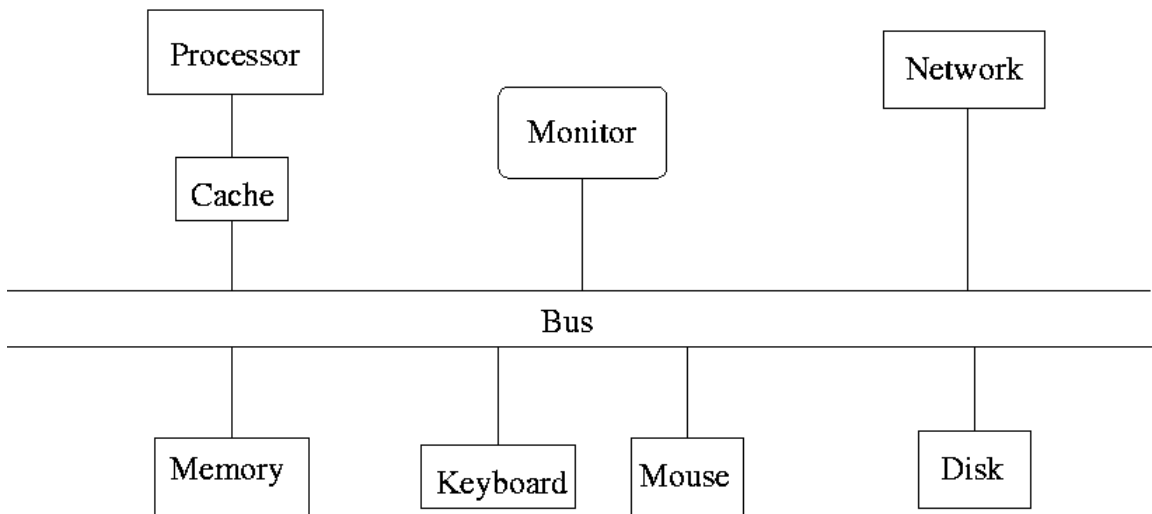 Processor
Network
Monitor
Cache
Bus
Memory
Keyboard
Mouse
Disk